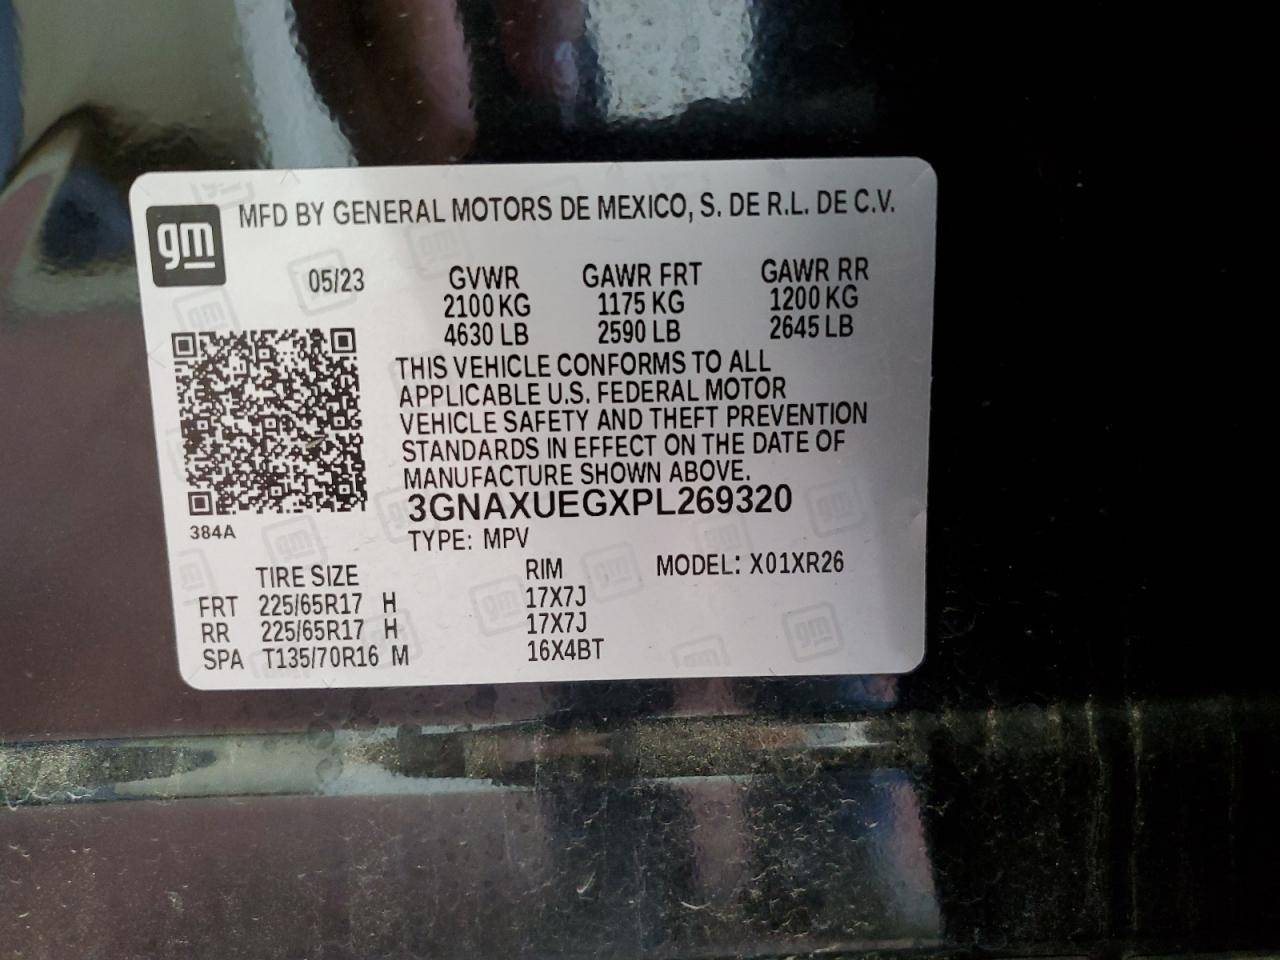 gm
MFD BY GENERAL MOTORS DE MEXICO, S. DE R.L. DE C.V.
05/23 GVWR GAWR FRT GAWR RR
2100 KG 1175 KG 1200 KG
4630 LB 2590 LB 2645 LB
THIS VEHICLE CONFORMS TO ALL
APPLICABLE U.S. FEDERAL MOTOR
VEHICLE SAFETY AND THEFT PREVENTION
STANDARDS IN EFFECT ON THE DATE OF
MANUFACTURE SHOWN ABOVE.
3GNAXUEGXPL269320
384A
TYPE: MPV
TIRE SIZE RIM MODEL: X01XR26
FRT 225/65R17 H 17X7J
RR 225/65R17 H 17X7J
SPA T135/70R16 M 16X4BT